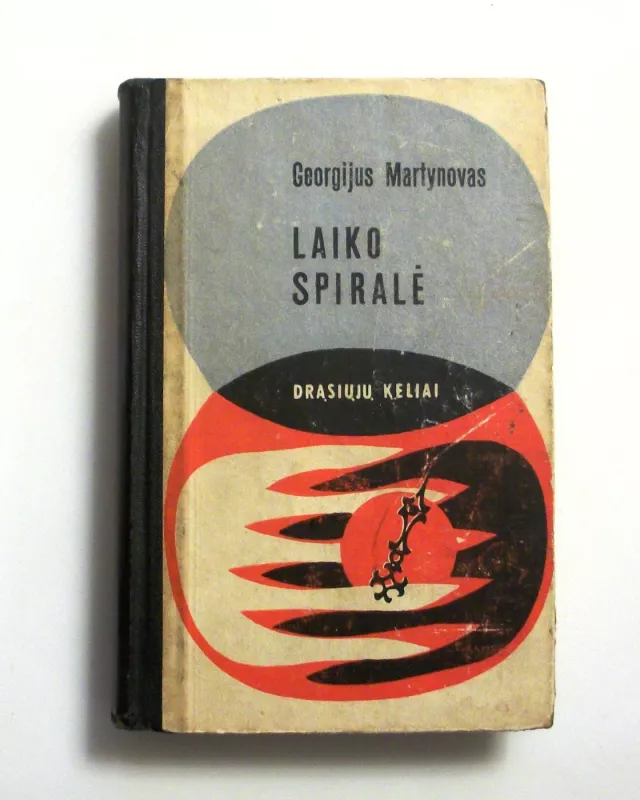 Georgijus Martynovas
LAIKO
SPIRALĖ
DRĄSIŲJŲ KELIAI